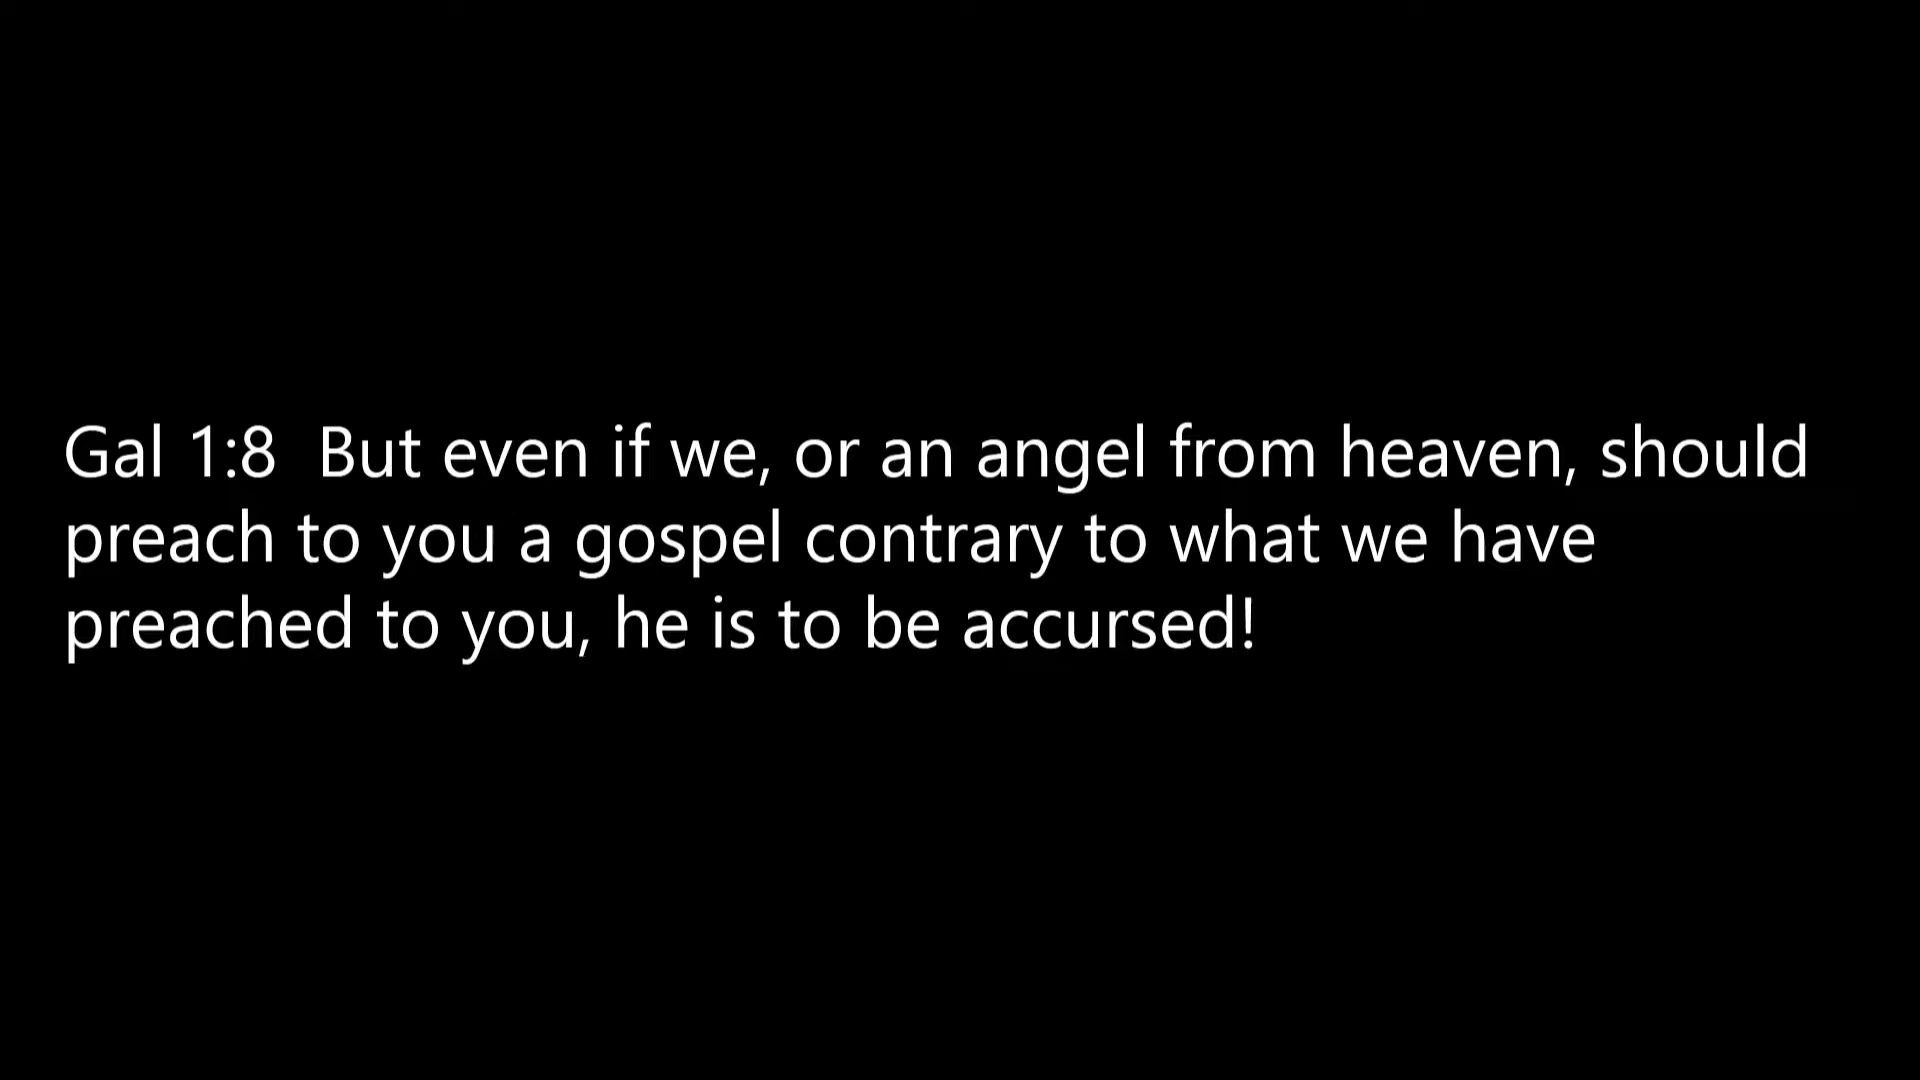 Gal 1:8  But even if we, or an angel from heaven, should
preach to you a gospel contrary to what we have
preached to you, he is to be accursed!